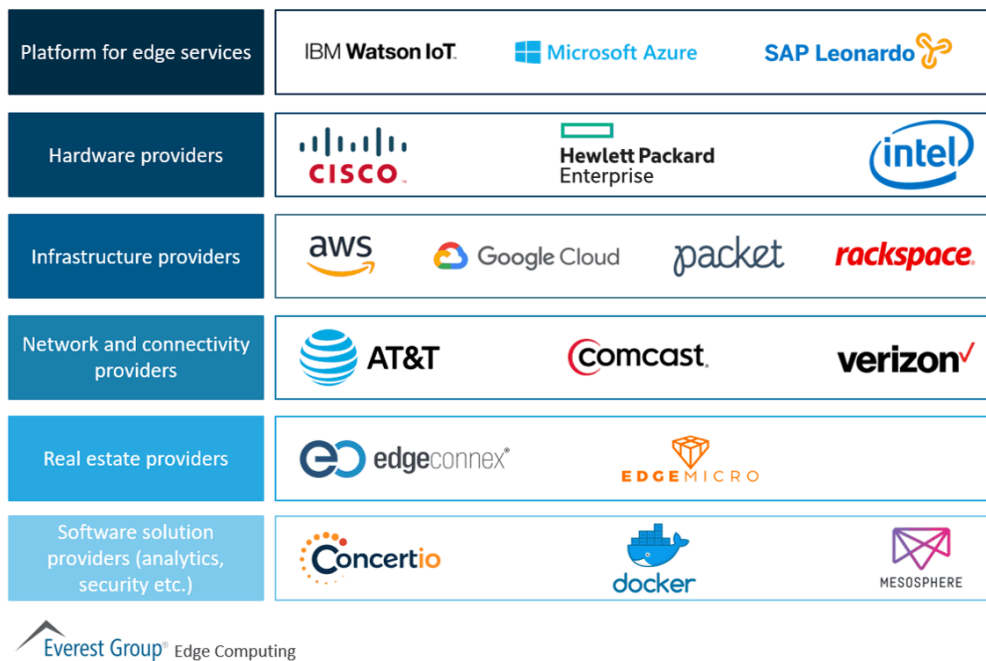 Platform for edge services
IBM Watson IoT™
Microsoft Azure
SAP Leonardo
Hardware providers
CISCO™
Hewlett Packard
Enterprise
intel
Infrastructure providers
aws
Google Cloud
packet
rackspace®
Network and connectivity
providers
AT&T
comcast®
verizon✓
Real estate providers
edgeconnex®
EDGEMICRO
Software solution
providers (analytics,
security etc.)
Concertio
docker
MESOSPHERE
Everest Group® Edge Computing